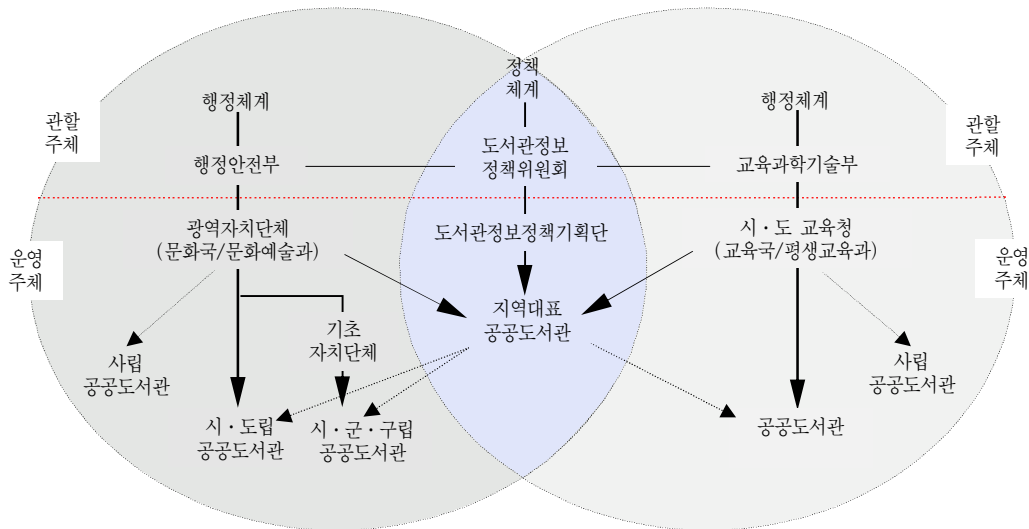 정책
체계
행정체계
행정체계
관할
주체
관할
주체
도서관정보
정책위원회
행정안전부
교육과학기술부
광역자치단체
(문화국/문화예술과)
도서관정보정책기획단
시·도 교육청
(교육국/평생교육과)
운영
주체
운영
주체
지역대표
공공도서관
기초
자치단체
사립
공공도서관
사립
공공도서관
시·도립
공공도서관
시·군·구립
공공도서관
공공도서관